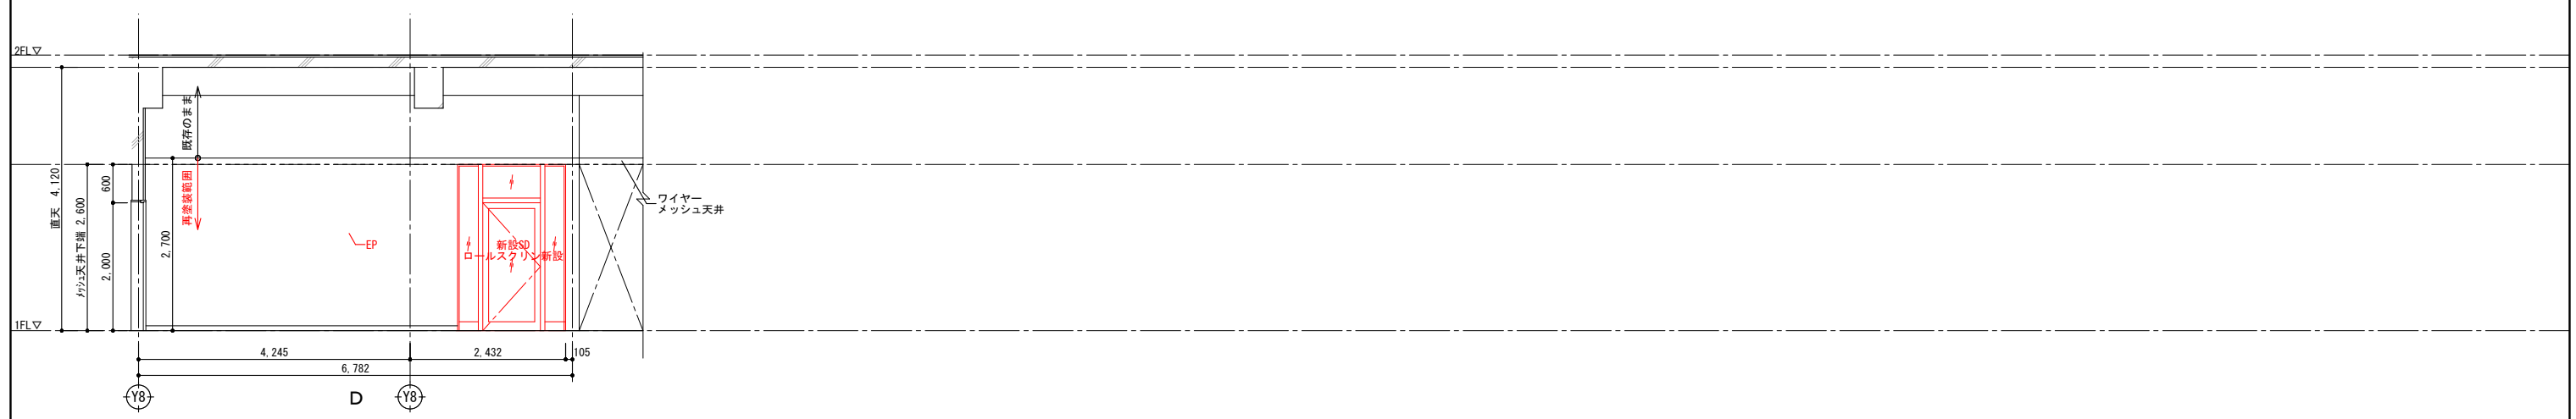 2FL▽
既存のまま
再塗装範囲
直天 4,120
メッシュ天井下端 2,600
600
2,000
2,700
EP
新設SD
ロールスクリン新設
ワイヤー
メッシュ天井
1FL▽
4,245
2,432
105
6,782
Y8
D
Y8